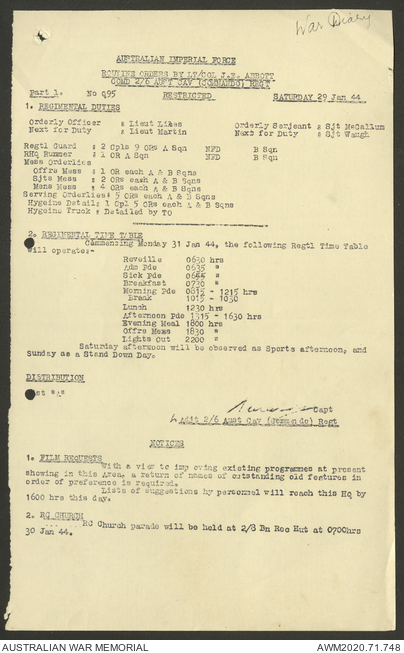 War Diary
AUSTRALIAN IMPERIAL FORCE
ROUTINE ORDERS BY LT/COL J.E. ABBOTT
COMD 2/6 AUST CAV (COMMANDO) REGT
Part 1. No 095 RESTRICTED SATURDAY 29 Jan 44
1. REGIMENTAL DUTIES
Orderly Officer : Lieut Orderly Serjeant : Sjt McCallum
Next for Duty : Lieut Martin Next for Duty : Sjt Waugh
Regtl Guard : 2 Cpls 9 ORs A Sqn NFD B Sqn
RHq Runner : 1 OR A Sqn NFD B Sqn
Mess Orderlies
Offrs Mess : 1 OR each A & B Sqns
Sjts Mess : 2 ORs each A & B Sqns
Mens Mess : 4 ORs each A & B Sqns
Serving Orderlies: 5 ORs each A & B Sqns
Hygeine Detail: 1 Cpl 5 ORs each A & B Sqns
Hygeine Truck : Detailed by TO
2. REGIMENTAL TIME TABLE
Commencing Monday 31 Jan 44, the following Regtl Time Table
will operate:-
Reveille 0630 hrs
Adm Pde 0635 "
Sick Pde "
Breakfast 0730 "
Morning Pde 0815 - 1215 hrs
Break 1015 - 1030
Lunch 1230 hrs
Afternoon Pde 1315 - 1630 hrs
Evening Meal 1800 hrs
Offrs Mess 1830 "
Lights Out 2200 "
Saturday afternoon will be observed as Sports afternoon, and
Sunday as a Stand Down Day.
DISTRIBUTION
Capt
Adjt 2/6 Aust Cav (Commando) Regt
NOTICES
1. FILM REQUESTS
With a view to improving existing programmes at present
showing in this Area, a return of names of outstanding old features in
order of preference is required.
Lists of suggestions by personnel will reach this Hq by
1600 hrs this day.
2. RC CHURCH
RC Church parade will be held at 2/8 Bn Rec Hut at 0700hrs
30 Jan 44.
AUSTRALIAN WAR MEMORIAL AWM2020.71.748